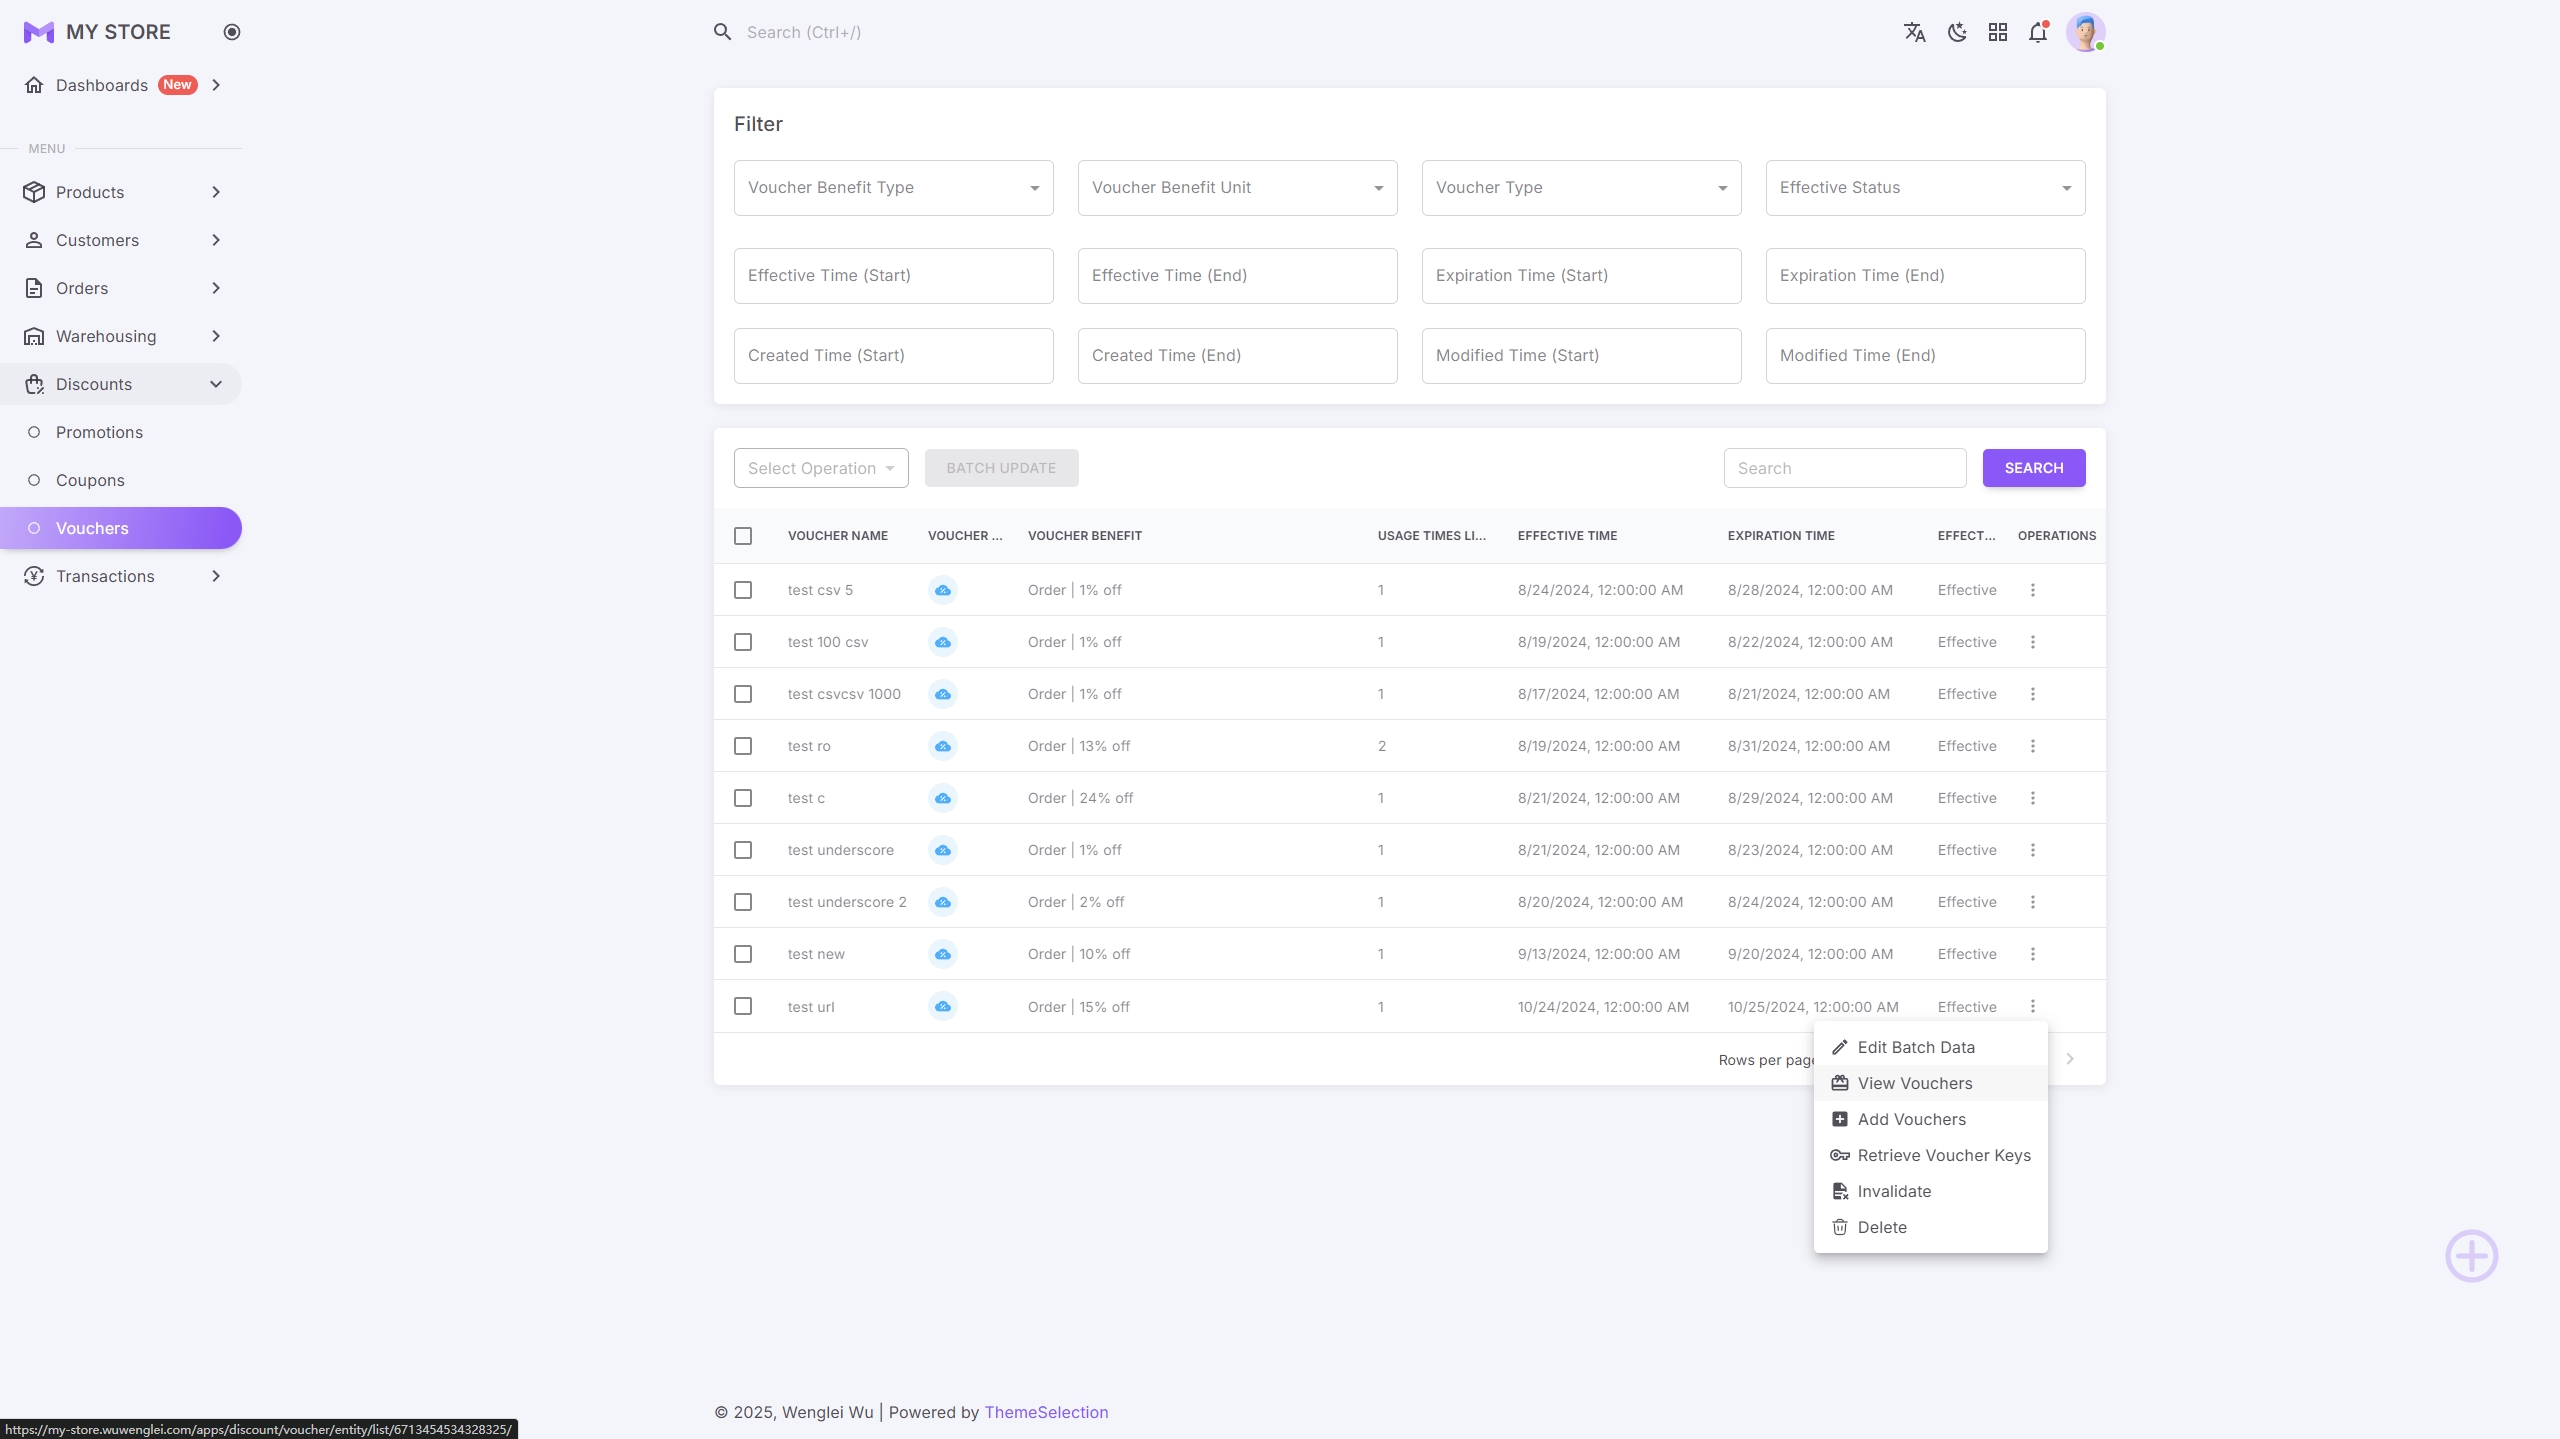 MY STORE
Search (Ctrl+/)
Dashboards New
MENU
Products
Customers
Orders
Warehousing
Discounts
Promotions
Coupons
Vouchers
Transactions
Filter
Voucher Benefit Type Voucher Benefit Unit Voucher Type Effective Status
Effective Time (Start) Effective Time (End) Expiration Time (Start) Expiration Time (End)
Created Time (Start) Created Time (End) Modified Time (Start) Modified Time (End)
Select Operation BATCH UPDATE Search SEARCH
VOUCHER NAME VOUCHER ... VOUCHER BENEFIT USAGE TIMES LI... EFFECTIVE TIME EXPIRATION TIME EFFECT... OPERATIONS
test csv 5 Order | 1% off 1 8/24/2024, 12:00:00 AM 8/28/2024, 12:00:00 AM Effective
test 100 csv Order | 1% off 1 8/19/2024, 12:00:00 AM 8/22/2024, 12:00:00 AM Effective
test csvcsv 1000 Order | 1% off 1 8/17/2024, 12:00:00 AM 8/21/2024, 12:00:00 AM Effective
test ro Order | 13% off 2 8/19/2024, 12:00:00 AM 8/31/2024, 12:00:00 AM Effective
test c Order | 24% off 1 8/21/2024, 12:00:00 AM 8/29/2024, 12:00:00 AM Effective
test underscore Order | 1% off 1 8/21/2024, 12:00:00 AM 8/23/2024, 12:00:00 AM Effective
test underscore 2 Order | 2% off 1 8/20/2024, 12:00:00 AM 8/24/2024, 12:00:00 AM Effective
test new Order | 10% off 1 9/13/2024, 12:00:00 AM 9/20/2024, 12:00:00 AM Effective
test url Order | 15% off 1 10/24/2024, 12:00:00 AM 10/25/2024, 12:00:00 AM Effective
Rows per page
Edit Batch Data
View Vouchers
Add Vouchers
Retrieve Voucher Keys
Invalidate
Delete
© 2025, Wenglei Wu | Powered by ThemeSelection
https://my-store.wuwenglei.com/apps/discount/voucher/entity/list/6713454534328325/